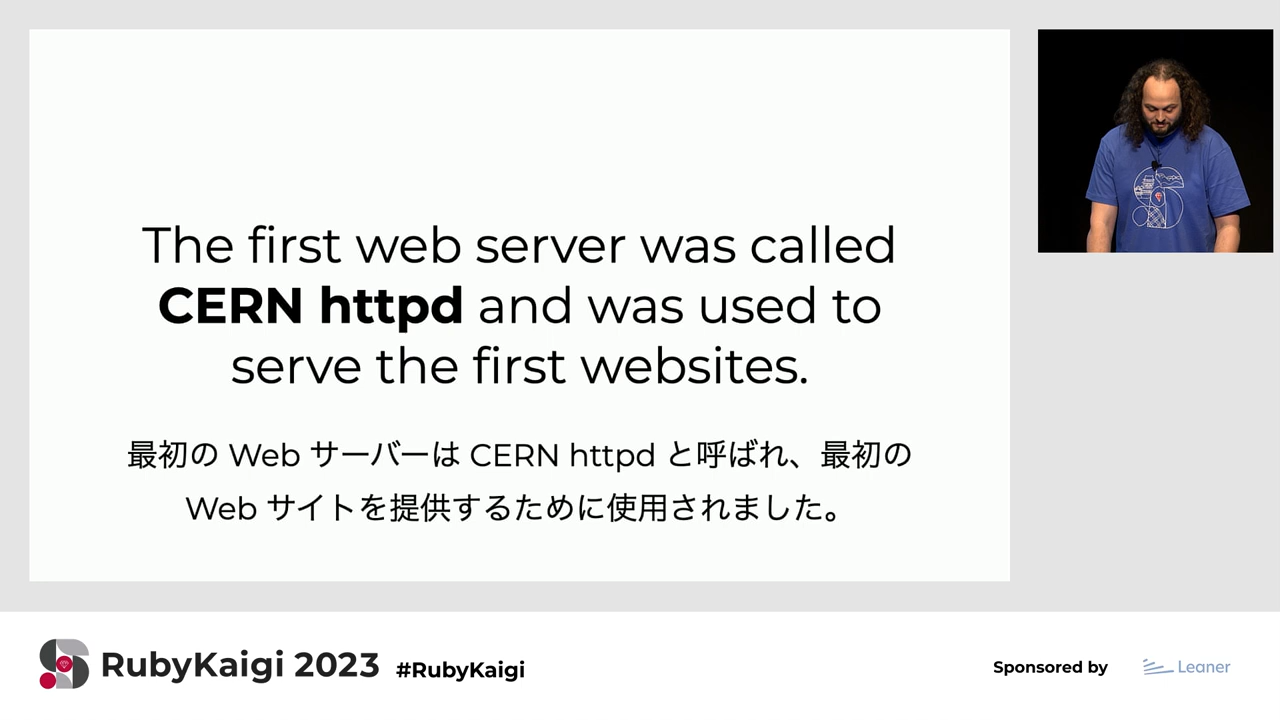 The first web server was called
CERN httpd and was used to
serve the first websites.
最初の Web サーバーは CERN httpd と呼ばれ、最初の
Web サイトを提供するために使用されました。
RubyKaigi 2023 #RubyKaigi
Sponsored by Leaner